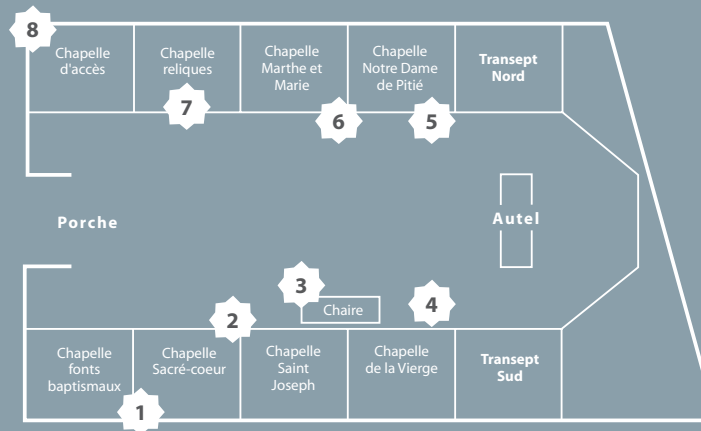 8
Chapelle
d'accès
Chapelle
reliques
Chapelle
Marthe et
Marie
Chapelle
Notre Dame
de Pitié
Transept
Nord
7
6
5
Porche
Autel
3
Chaire
4
2
Chapelle
fonts
baptismaux
Chapelle
Sacré-coeur
Chapelle
Saint
Joseph
Chapelle
de la Vierge
Transept
Sud
1